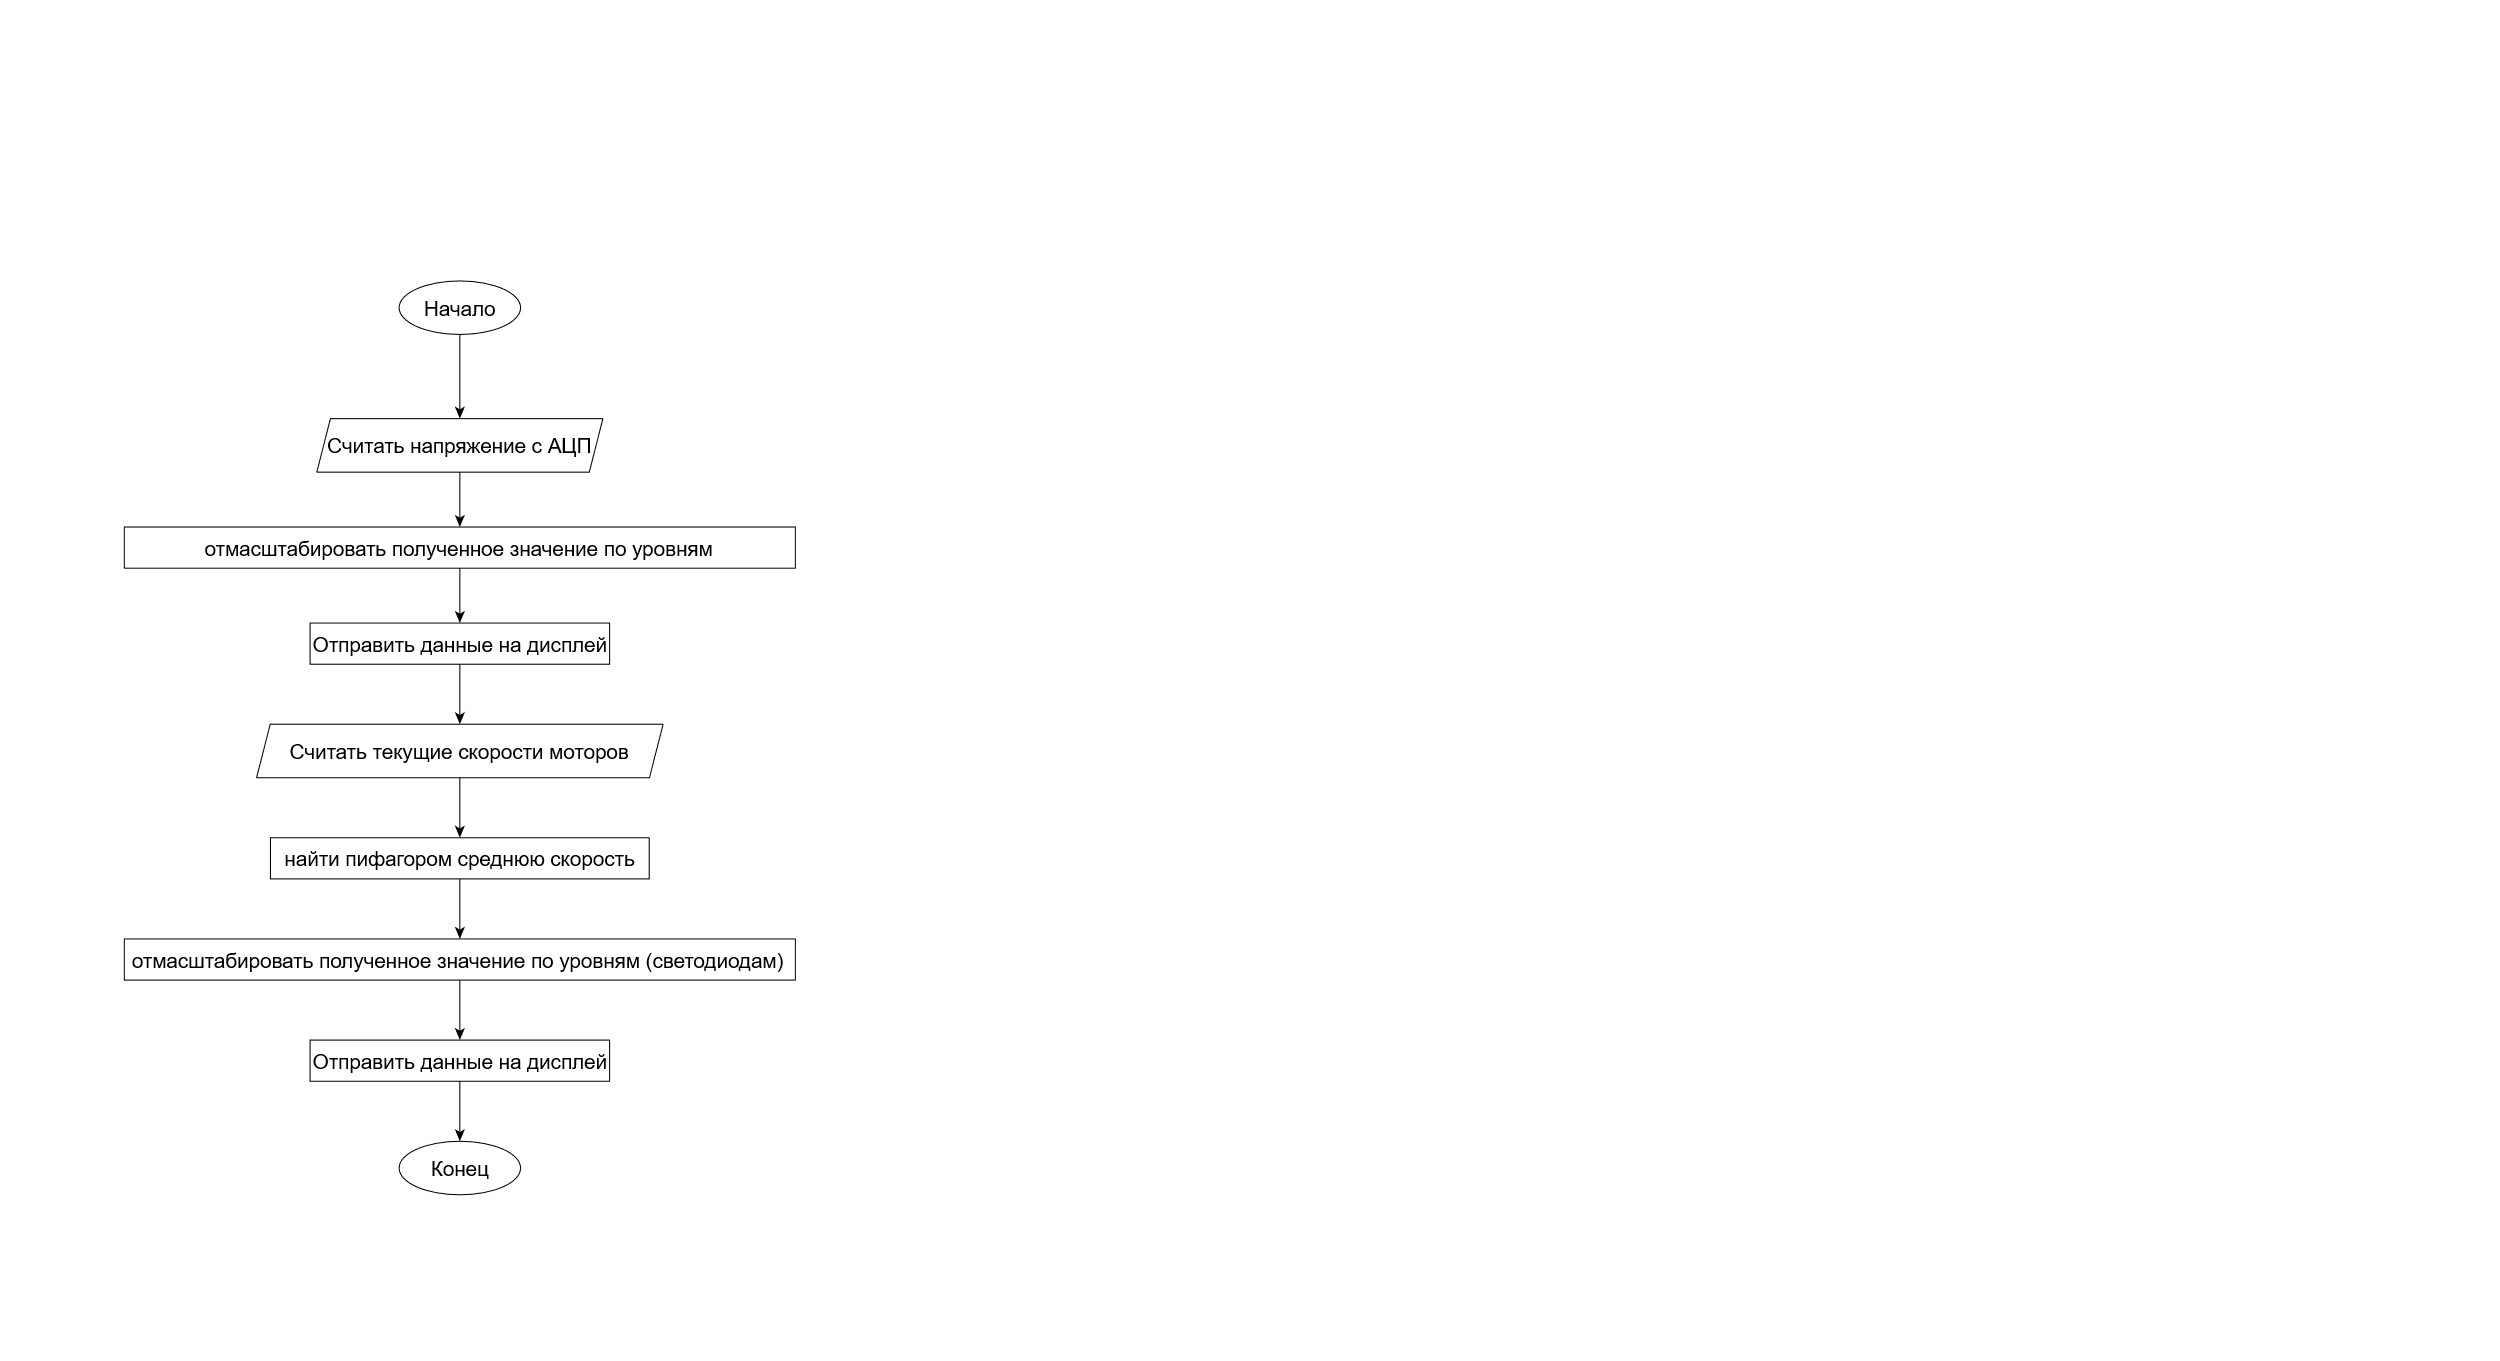 Начало
Считать напряжение с АЦП
отмасштабировать полученное значение по уровням
Отправить данные на дисплей
Считать текущие скорости моторов
найти пифагором среднюю скорость
отмасштабировать полученное значение по уровням (светодиодам)
Отправить данные на дисплей
Конец